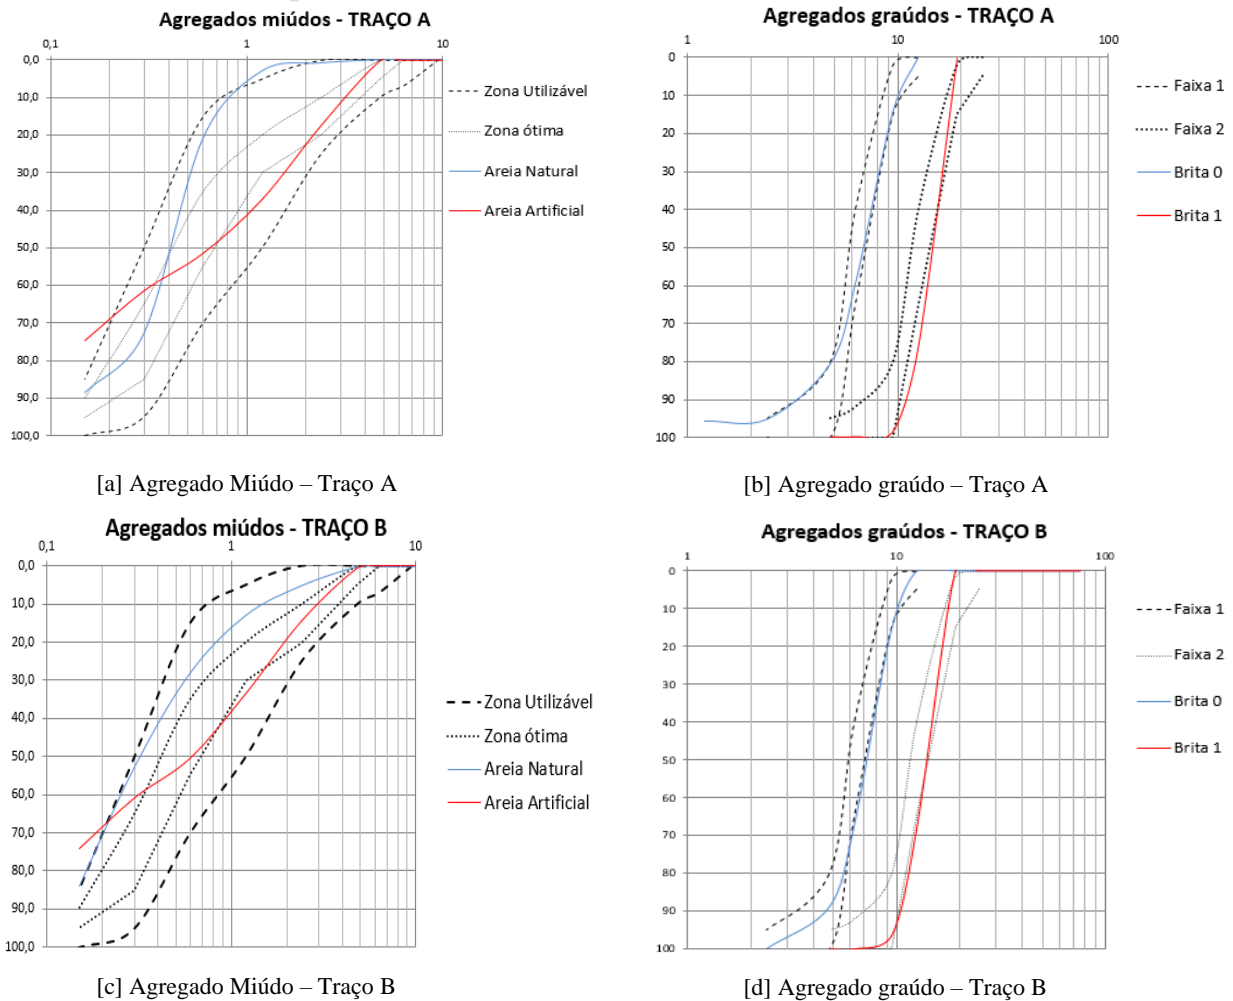 Agregados miúdos - TRAÇO A
0,1 1 10
0,0
10,0
20,0
30,0
40,0
50,0
60,0
70,0
80,0
90,0
100,0
Zona Utilizável
Zona ótima
Areia Natural
Areia Artificial
[a] Agregado Miúdo – Traço A
Agregados graúdos - TRAÇO A
1 10 100
0
10
20
30
40
50
60
70
80
90
100
Faixa 1
Faixa 2
Brita 0
Brita 1
[b] Agregado graúdo – Traço A
Agregados miúdos - TRAÇO B
0,1 1 10
0,0
10,0
20,0
30,0
40,0
50,0
60,0
70,0
80,0
90,0
100,0
Zona Utilizável
Zona ótima
Areia Natural
Areia Artificial
[c] Agregado Miúdo – Traço B
Agregados graúdos - TRAÇO B
1 10 100
0
10
20
30
40
50
60
70
80
90
100
Faixa 1
Faixa 2
Brita 0
Brita 1
[d] Agregado graúdo – Traço B